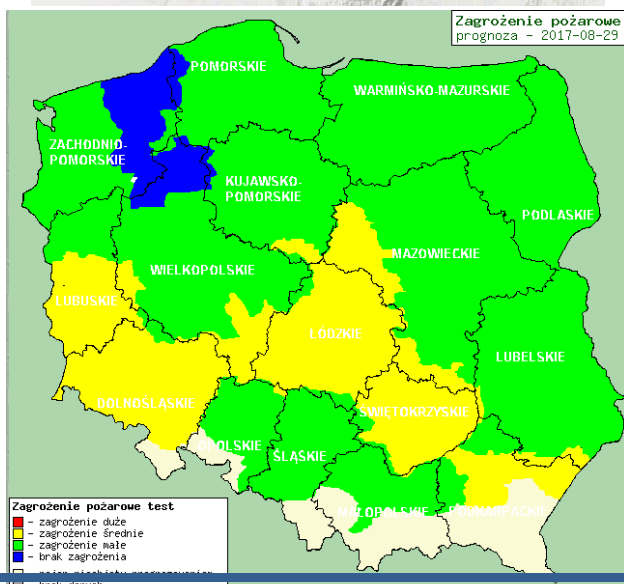 Zagrożenie pożarowe
prognoza - 2017-08-29
POMORSKIE
WARMIŃSKO-MAZURSKIE
ZACHODNIO-
POMORSKIE
KUJAWSKO-
POMORSKIE
PODLASKIE
MAZOWIECKIE
WIELKOPOLSKIE
LUBUSKIE
ŁÓDZKIE
LUBELSKIE
DOLNOŚLĄSKIE
ŚWIĘTOKRZYSKIE
OPOLSKIE
ŚLĄSKIE
MAŁOPOLSKIE
PODKARPACKIE
Zagrożenie pożarowe test
- zagrożenie duże
- zagrożenie średnie
- zagrożenie małe
- brak zagrożenia